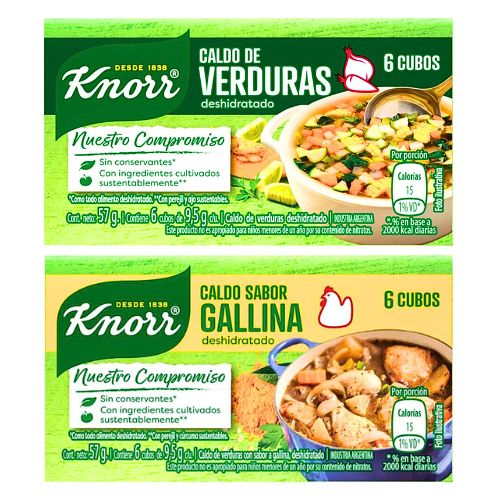 DESDE 1838
Knorr®
CALDO DE
VERDURAS
deshidratado
6 CUBOS
Nuestro Compromiso
Sin conservantes*
Con ingredientes cultivados
sustentablemente**
*Como todo alimento deshidratado. **Con perejil y ajo sustentables.
Cont. neto: 57 g. | Contiene 6 cubos de 9,5 g c/u. | Caldo de verduras deshidratado | INDUSTRIA ARGENTINA
Este producto no es apropiado para niños menores de un año por su contenido de nitratos.
Por porción
Calorías
15
1% VD*
* % en base a
2000 kcal diarias
Foto ilustrativa
DESDE 1838
Knorr®
CALDO SABOR
GALLINA
deshidratado
6 CUBOS
Nuestro Compromiso
Sin conservantes*
Con ingredientes cultivados
sustentablemente**
*Como todo alimento deshidratado. **Con perejil y cúrcuma sustentables.
Cont. neto: 57 g. | Contiene 6 cubos de 9,5 g c/u. | Caldo de verduras con sabor a gallina, deshidratado | INDUSTRIA ARGENTINA
Este producto no es apropiado para niños menores de un año por su contenido de nitratos.
Por porción
Calorías
15
1% VD*
* % en base a
2000 kcal diarias
Foto ilustrativa